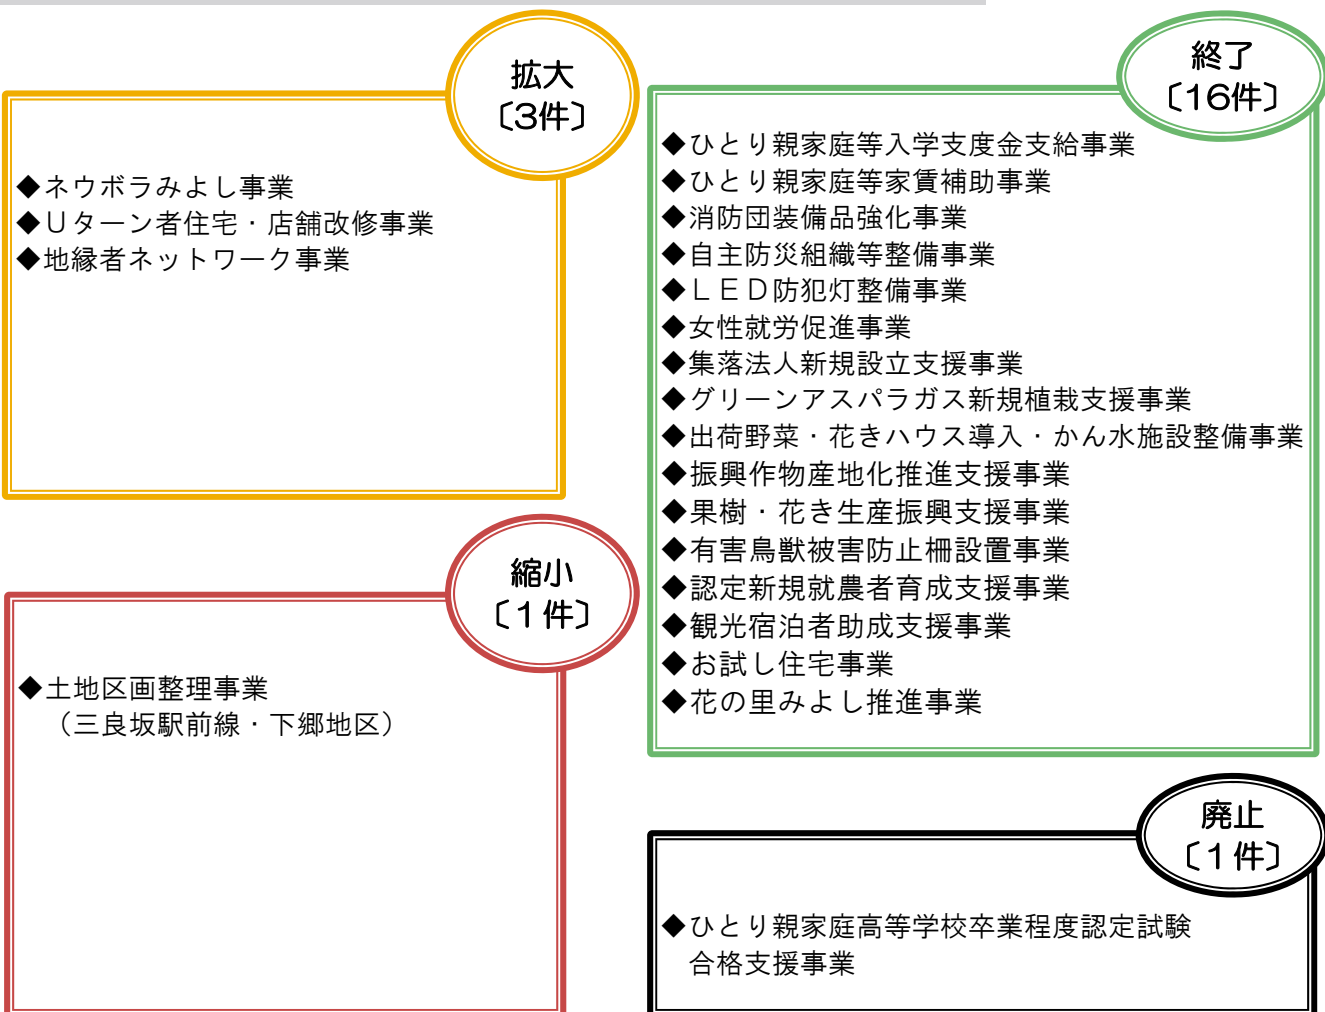 拡大
〔3件〕
◆ネウボラみよし事業
◆Uターン者住宅・店舗改修事業
◆地縁者ネットワーク事業
縮小
〔1件〕
◆土地区画整理事業
（三良坂駅前線・下郷地区）
終了
〔16件〕
◆ひとり親家庭等入学支度金支給事業
◆ひとり親家庭等家賃補助事業
◆消防団装備品強化事業
◆自主防災組織等整備事業
◆ＬＥＤ防犯灯整備事業
◆女性就労促進事業
◆集落法人新規設立支援事業
◆グリーンアスパラガス新規植栽支援事業
◆出荷野菜・花きハウス導入・かん水施設整備事業
◆振興作物産地化推進支援事業
◆果樹・花き生産振興支援事業
◆有害鳥獣被害防止柵設置事業
◆認定新規就農者育成支援事業
◆観光宿泊者助成支援事業
◆お試し住宅事業
◆花の里みよし推進事業
廃止
〔1件〕
◆ひとり親家庭高等学校卒業程度認定試験
合格支援事業